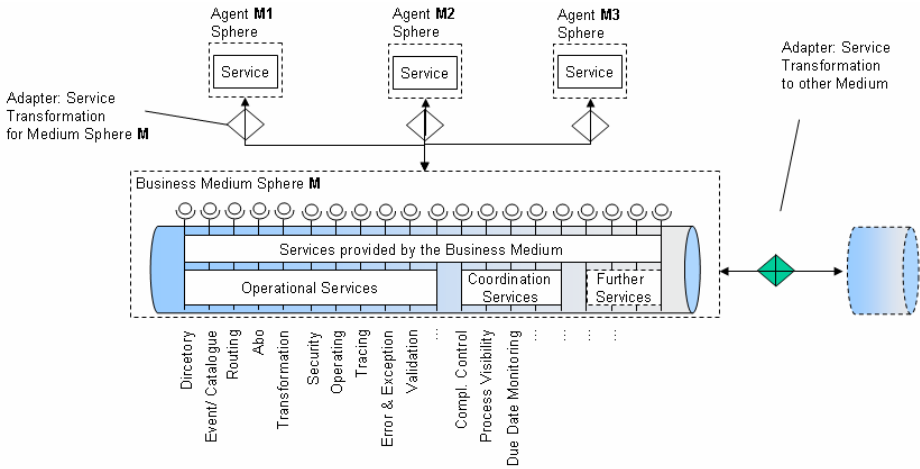 Agent M1
Sphere
Agent M2
Sphere
Agent M3
Sphere
Service
Service
Service
Adapter: Service
Transformation
to other Medium
Adapter: Service
Transformation
for Medium Sphere M
Business Medium Sphere M
Services provided by the Business Medium
Operational Services
Coordination
Services
Further
Services
Dircetory
Event/ Catalogue
Routing
Abo
Transformation
Security
Operating
Tracing
Error & Exception
Validation
...
Compl. Control
Process Visibility
Due Date Monitoring
...
...
...
...